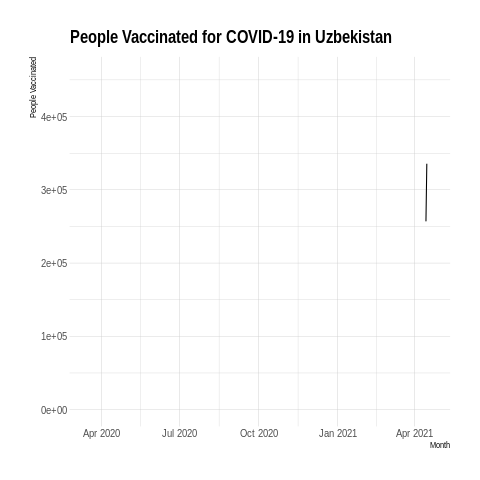 People Vaccinated for COVID-19 in Uzbekistan
People Vaccinated
4e+05
3e+05
2e+05
1e+05
0e+00
Apr 2020 Jul 2020 Oct 2020 Jan 2021 Apr 2021
Month